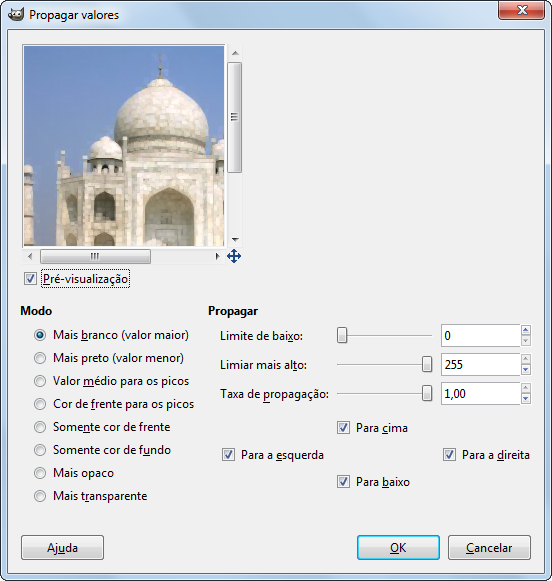 Propagar valores
Pré-visualização
Modo
Mais branco (valor maior)
Mais preto (valor menor)
Valor médio para os picos
Cor de frente para os picos
Somente cor de frente
Somente cor de fundo
Mais opaco
Mais transparente
Propagar
Limite de baixo: 0
Limiar mais alto: 255
Taxa de propagação: 1,00
Para cima
Para a esquerda Para a direita
Para baixo
Ajuda OK Cancelar